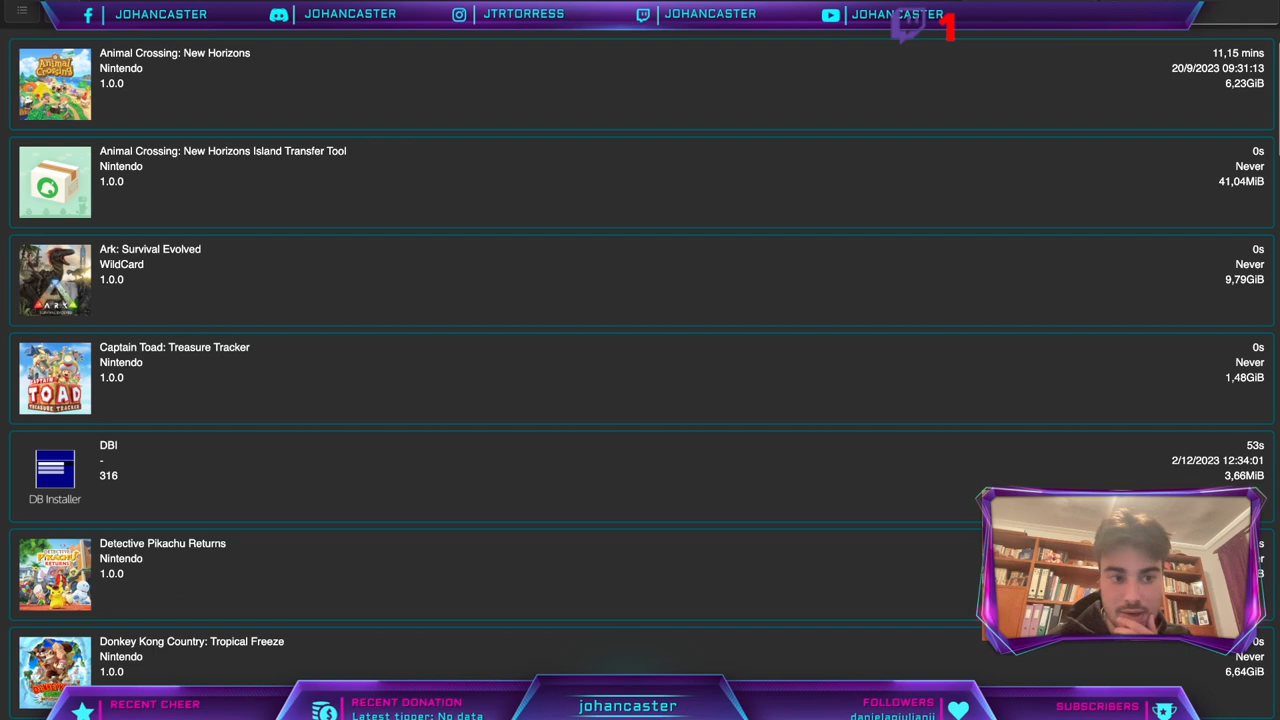 JOHANCASTER
JOHANCASTER
JTRTORRESS
JOHANCASTER
JOHANCASTER
1
Animal Crossing: New Horizons
Nintendo
1.0.0
11,15 mins
20/9/2023 09:31:13
6,23GiB
Animal Crossing: New Horizons Island Transfer Tool
Nintendo
1.0.0
0s
Never
41,04MiB
Ark: Survival Evolved
WildCard
1.0.0
0s
Never
9,79GiB
ARK
Captain Toad: Treasure Tracker
Nintendo
1.0.0
0s
Never
1,48GiB
CAPTAIN
TOAD
TREASURE TRACKER
DBI
-
316
53s
2/12/2023 12:34:01
3,66MiB
DB Installer
Detective Pikachu Returns
Nintendo
1.0.0
Donkey Kong Country: Tropical Freeze
Nintendo
1.0.0
0s
Never
6,64GiB
RECENT CHEER
RECENT DONATION
Latest tipper: No data
johancaster
FOLLOWERS
danielagiulianii
SUBSCRIBERS